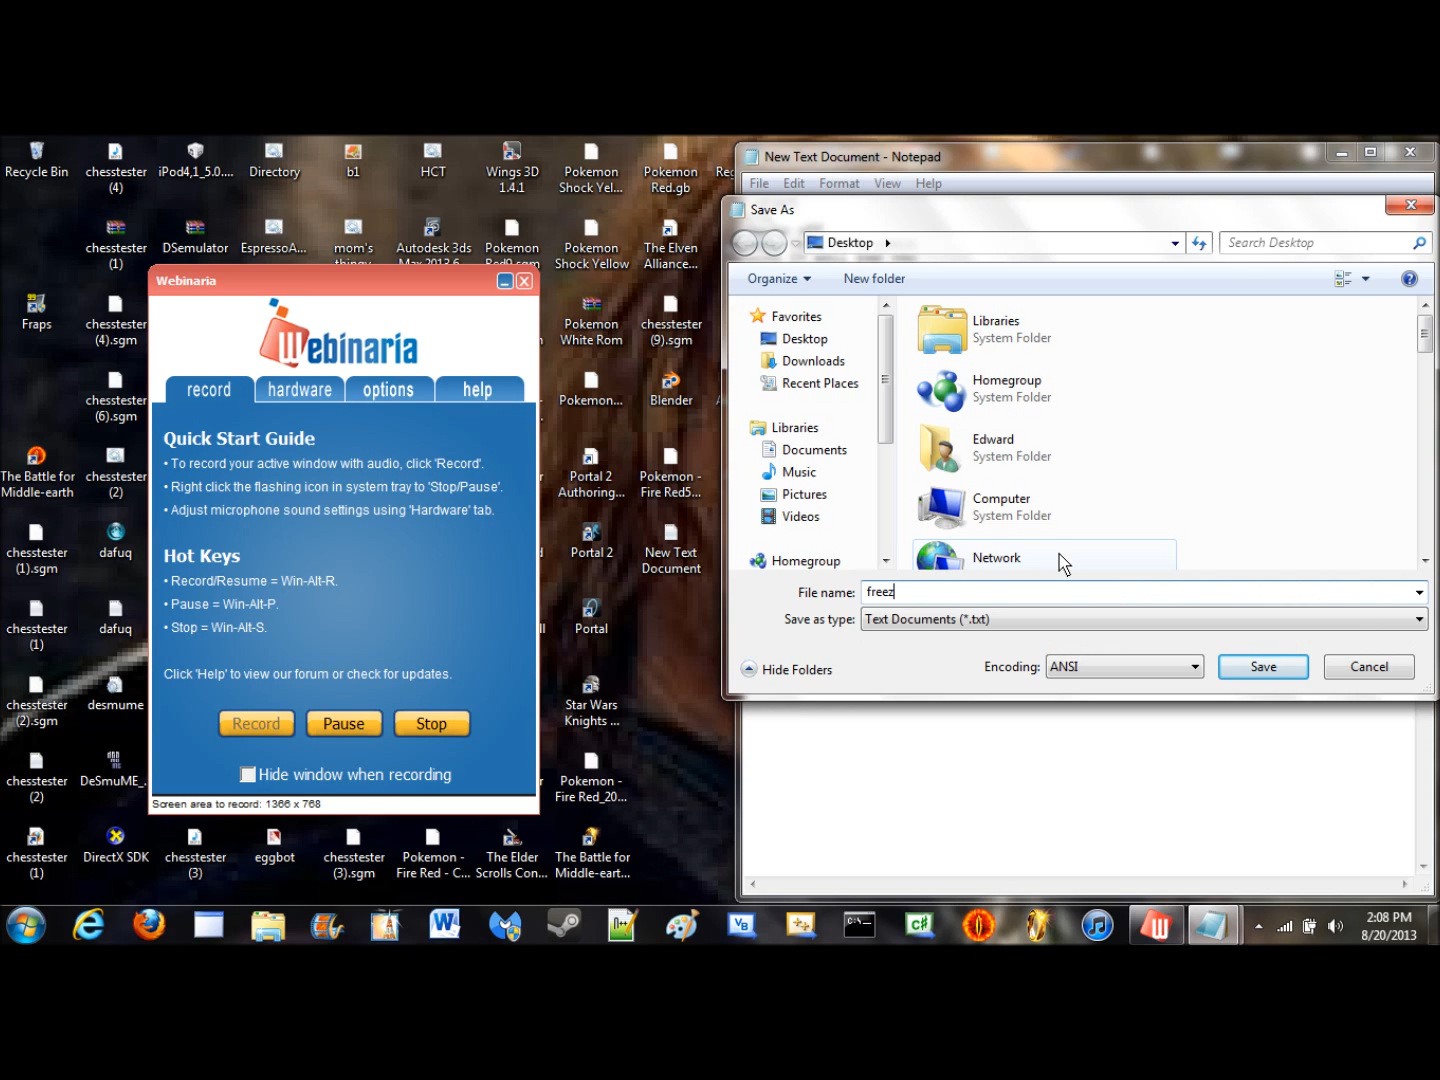 Recycle Bin
chesstester
(4)
iPod4,1_5.0....
Directory
b1
HCT
Wings 3D
1.4.1
Pokemon
Shock Yel...
Pokemon
Red.gb
chesstester
(1)
DSemulator
EspressoA...
mom's
Autodesk 3ds
Pokemon
Pokemon
Shock Yellow
The Elven
Alliance...
Fraps
chesstester
(4).sgm
Pokemon
White Rom
chesstester
(9).sgm
chesstester
(6).sgm
Pokemon...
Blender
The Battle for
Middle-earth
chesstester
(2)
Portal 2
Authoring...
Pokemon -
Fire Red5...
chesstester
(1).sgm
dafuq
Portal 2
New Text
Document
chesstester
(1)
dafuq
Portal
chesstester
(2).sgm
desmume
Star Wars
Knights ...
chesstester
(2)
DeSmuME_.
Pokemon -
Fire Red_20...
chesstester
(1)
DirectX SDK
chesstester
(3)
eggbot
chesstester
(3).sgm
Pokemon -
Fire Red - C...
The Elder
Scrolls Con...
The Battle for
Middle-eart...
Webinaria
Webinaria
record
hardware
options
help
Quick Start Guide
• To record your active window with audio, click 'Record'.
• Right click the flashing icon in system tray to 'Stop/Pause'.
• Adjust microphone sound settings using 'Hardware' tab.
Hot Keys
• Record/Resume = Win-Alt-R.
• Pause = Win-Alt-P.
• Stop = Win-Alt-S.
Click 'Help' to view our forum or check for updates.
Record
Pause
Stop
Hide window when recording
Screen area to record: 1366 x 768
New Text Document - Notepad
File Edit Format View Help
Save As
Desktop
Search Desktop
Organize
New folder
Favorites
Desktop
Downloads
Recent Places
Libraries
Documents
Music
Pictures
Videos
Homegroup
Libraries
System Folder
Homegroup
System Folder
Edward
System Folder
Computer
System Folder
Network
File name: freez
Save as type: Text Documents (*.txt)
Hide Folders
Encoding: ANSI
Save
Cancel
2:08 PM
8/20/2013